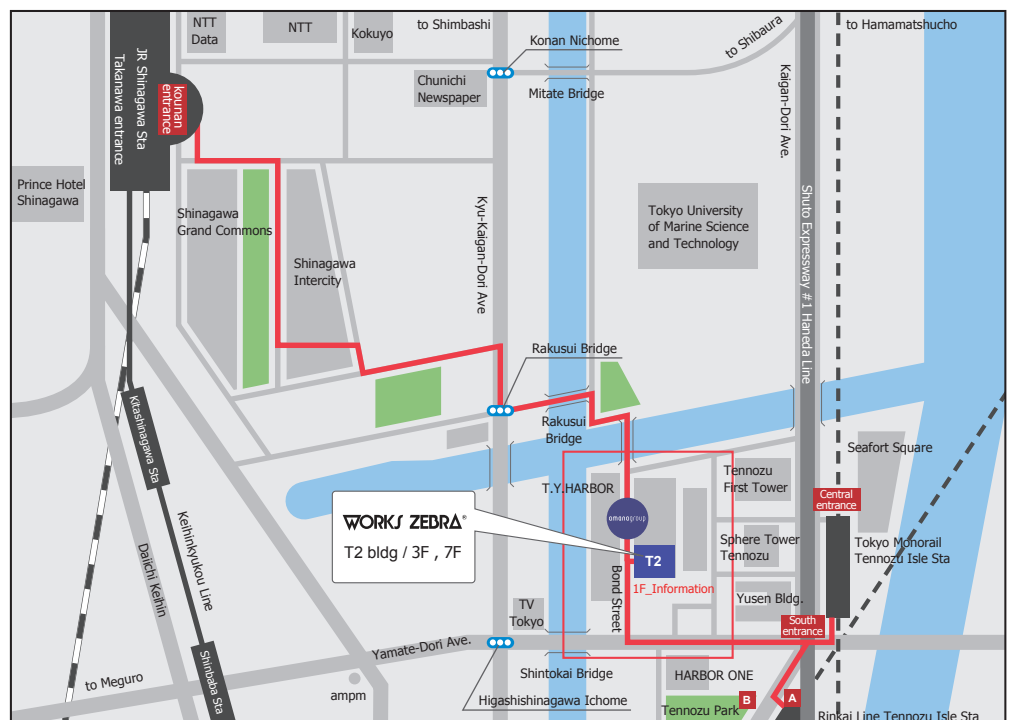 NTT
Data
NTT
Kokuyo
to Shimbashi
Konan Nichome
to Shibaura
to Hamamatsuchο
JR Shinagawa Sta
Takanawa entrance
kounan
entrance
Chunichi
Newspaper
Mitate Bridge
Kaigan-Dori Ave.
Prince Hotel
Shinagawa
Shinagawa
Grand Commons
Shinagawa
Intercity
Kyu-Kaigan-Dori Ave
Tokyo University
of Marine Science
and Technology
Shuto Expressway #1 Haneda Line
Rakusui Bridge
Rakusui
Bridge
Kitashinagawa Sta
Seafort Square
T.Y.HARBOR
Tennozu
First Tower
Central
entrance
WORKS ZEBRA®
T2 bldg / 3F , 7F
amanagroup
Sphere Tower
Tennozu
Tokyo Monorail
Tennozu Isle Sta
T2
1F_Information
Keihinkyukou Line
Daiichi Keihin
Bond Street
Yusen Bldg.
TV
Tokyo
South
entrance
Shinbaba Sta
Yamate-Dori Ave.
Shintokai Bridge
HARBOR ONE
to Meguro
ampm
Higashishinagawa Ichome
Tennozu Park
B
A
Rinkai Line Tennozu Isle Sta